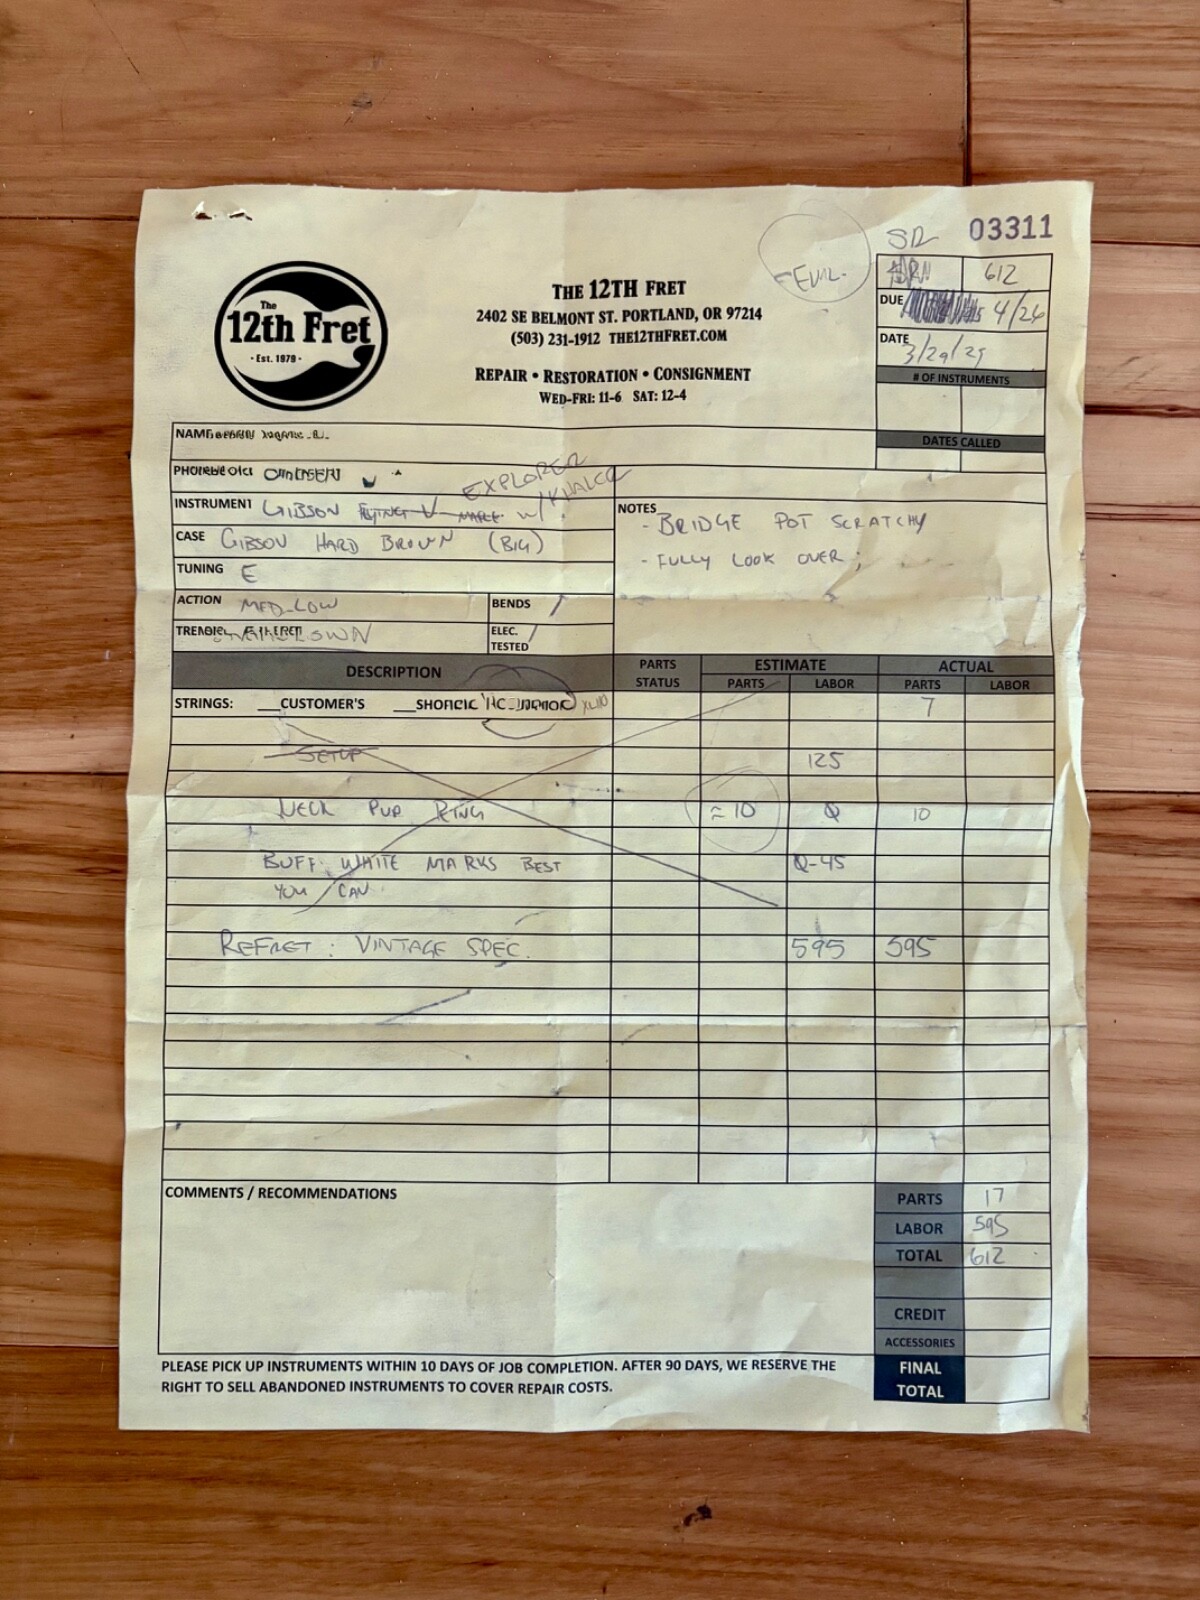 SR 03311
612
EVIL
DUE 4/26
DATE 3/29/25
# OF INSTRUMENTS
DATES CALLED
The
12th Fret
· Est. 1979 ·
THE 12TH FRET
2402 SE BELMONT ST. PORTLAND, OR 97214
(503) 231-1912 THE12THFRET.COM
REPAIR • RESTORATION • CONSIGNMENT
WED-FRI: 11-6 SAT: 12-4
NAME
EXPLORER
INSTRUMENT GIBSON FLYING V MAPLE W/ KHALER
CASE GIBSON HARD BROWN (BIG)
TUNING E
ACTION MED-LOW
BENDS /
ELEC. /
TESTED
NOTES
- BRIDGE POT SCRATCHY
- FULLY LOOK OVER;
DESCRIPTION
PARTS STATUS
ESTIMATE
PARTS LABOR
ACTUAL
PARTS LABOR
STRINGS: ___CUSTOMER'S 7
SETUP 125
NECK PUP RING ≈ 10 10
BUFF WHITE MARKS BEST Q-45
YOU CAN
REFRET: VINTAGE SPEC. 595 595
COMMENTS / RECOMMENDATIONS
PARTS 17
LABOR 595
TOTAL 612
CREDIT
ACCESSORIES
FINAL
TOTAL
PLEASE PICK UP INSTRUMENTS WITHIN 10 DAYS OF JOB COMPLETION. AFTER 90 DAYS, WE RESERVE THE
RIGHT TO SELL ABANDONED INSTRUMENTS TO COVER REPAIR COSTS.